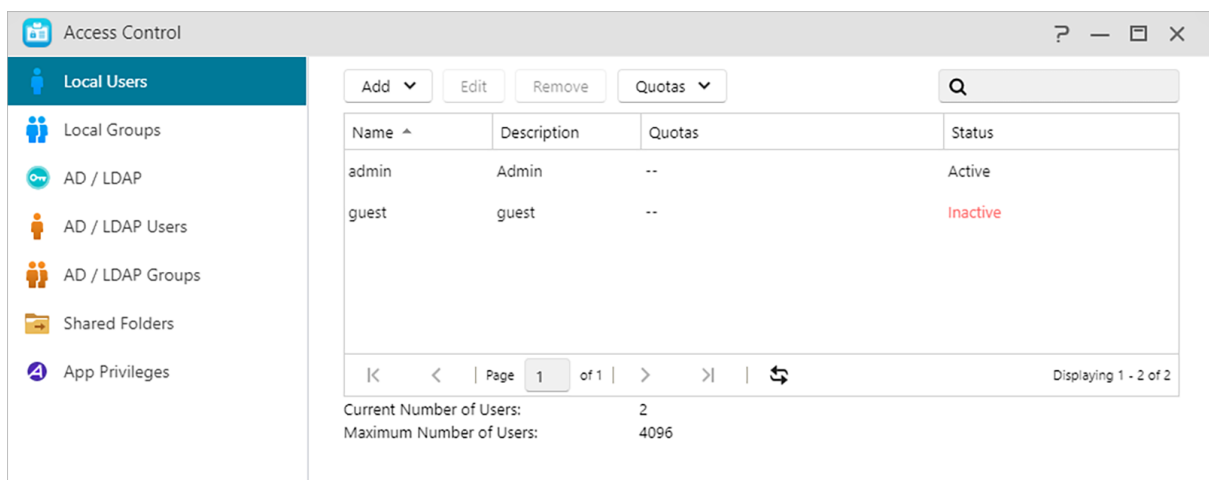 Access Control
Local Users
Local Groups
AD / LDAP
AD / LDAP Users
AD / LDAP Groups
Shared Folders
App Privileges
Add Edit Remove Quotas
Name Description Quotas Status
admin Admin -- Active
guest guest -- Inactive
Page 1 of 1 Displaying 1 - 2 of 2
Current Number of Users: 2
Maximum Number of Users: 4096